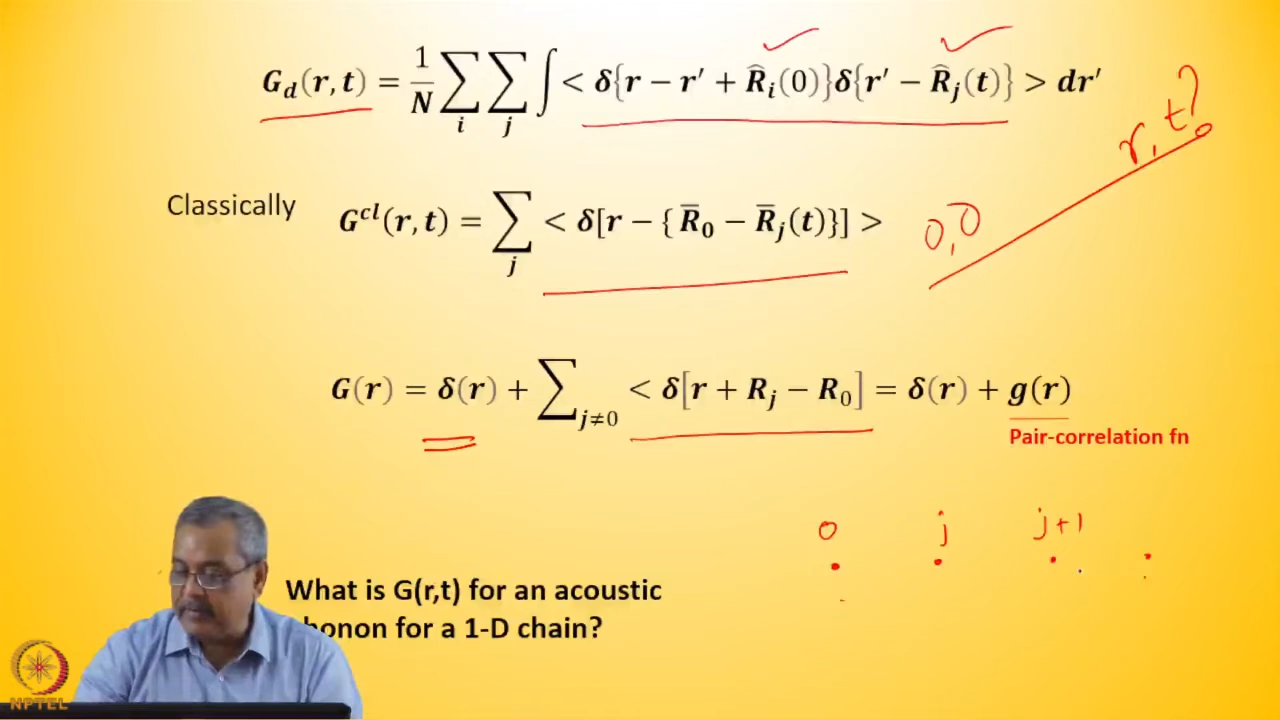 G_d(r, t) = 1/N ∑_i ∑_j ∫ < δ{r − r′ + R̂_i(0)}δ{r′ − R̂_j(t)} > dr′
r, t?
Classically G^cl(r, t) = ∑_j < δ[r − { R̅_0 − R̅_j(t)}] >
0, 0
G(r) = δ(r) + ∑_{j≠0} < δ[r + R_j − R_0] = δ(r) + g(r)
Pair-correlation fn
0 j j+1
What is G(r,t) for an acoustic
honon for a 1-D chain?
NPTEL